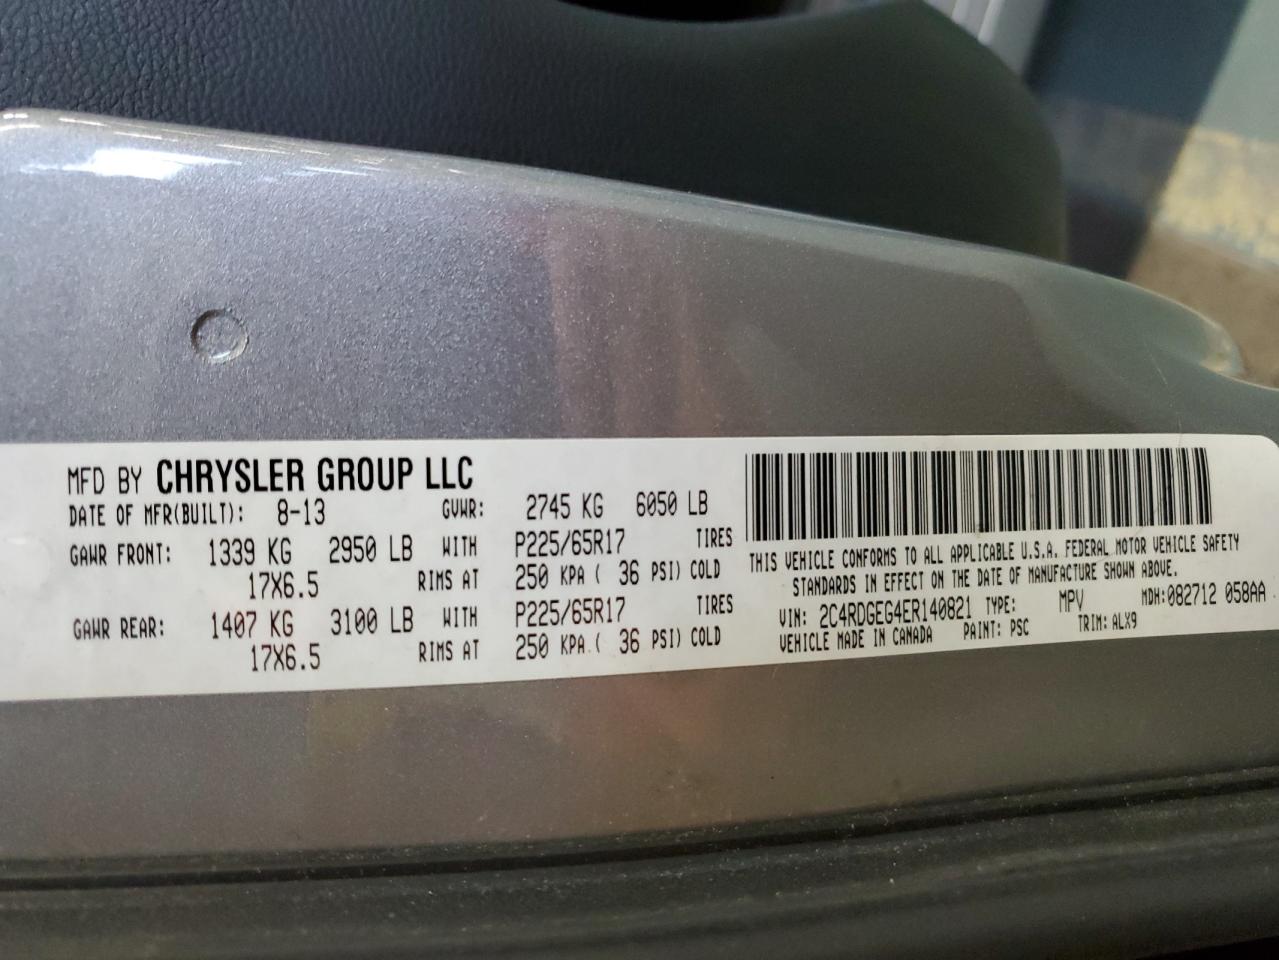 MFD BY CHRYSLER GROUP LLC
DATE OF MFR(BUILT): 8-13 GVWR: 2745 KG 6050 LB
GAWR FRONT: 1339 KG 2950 LB WITH P225/65R17 TIRES
17X6.5 RIMS AT 250 KPA ( 36 PSI) COLD
GAWR REAR: 1407 KG 3100 LB WITH P225/65R17 TIRES
17X6.5 RIMS AT 250 KPA ( 36 PSI) COLD
THIS VEHICLE CONFORMS TO ALL APPLICABLE U.S.A. FEDERAL MOTOR VEHICLE SAFETY
STANDARDS IN EFFECT ON THE DATE OF MANUFACTURE SHOWN ABOVE.
VIN: 2C4RDGEG4ER140821 TYPE: MPV MDH:082712 058AA
VEHICLE MADE IN CANADA PAINT: PSC TRIM: ALX9